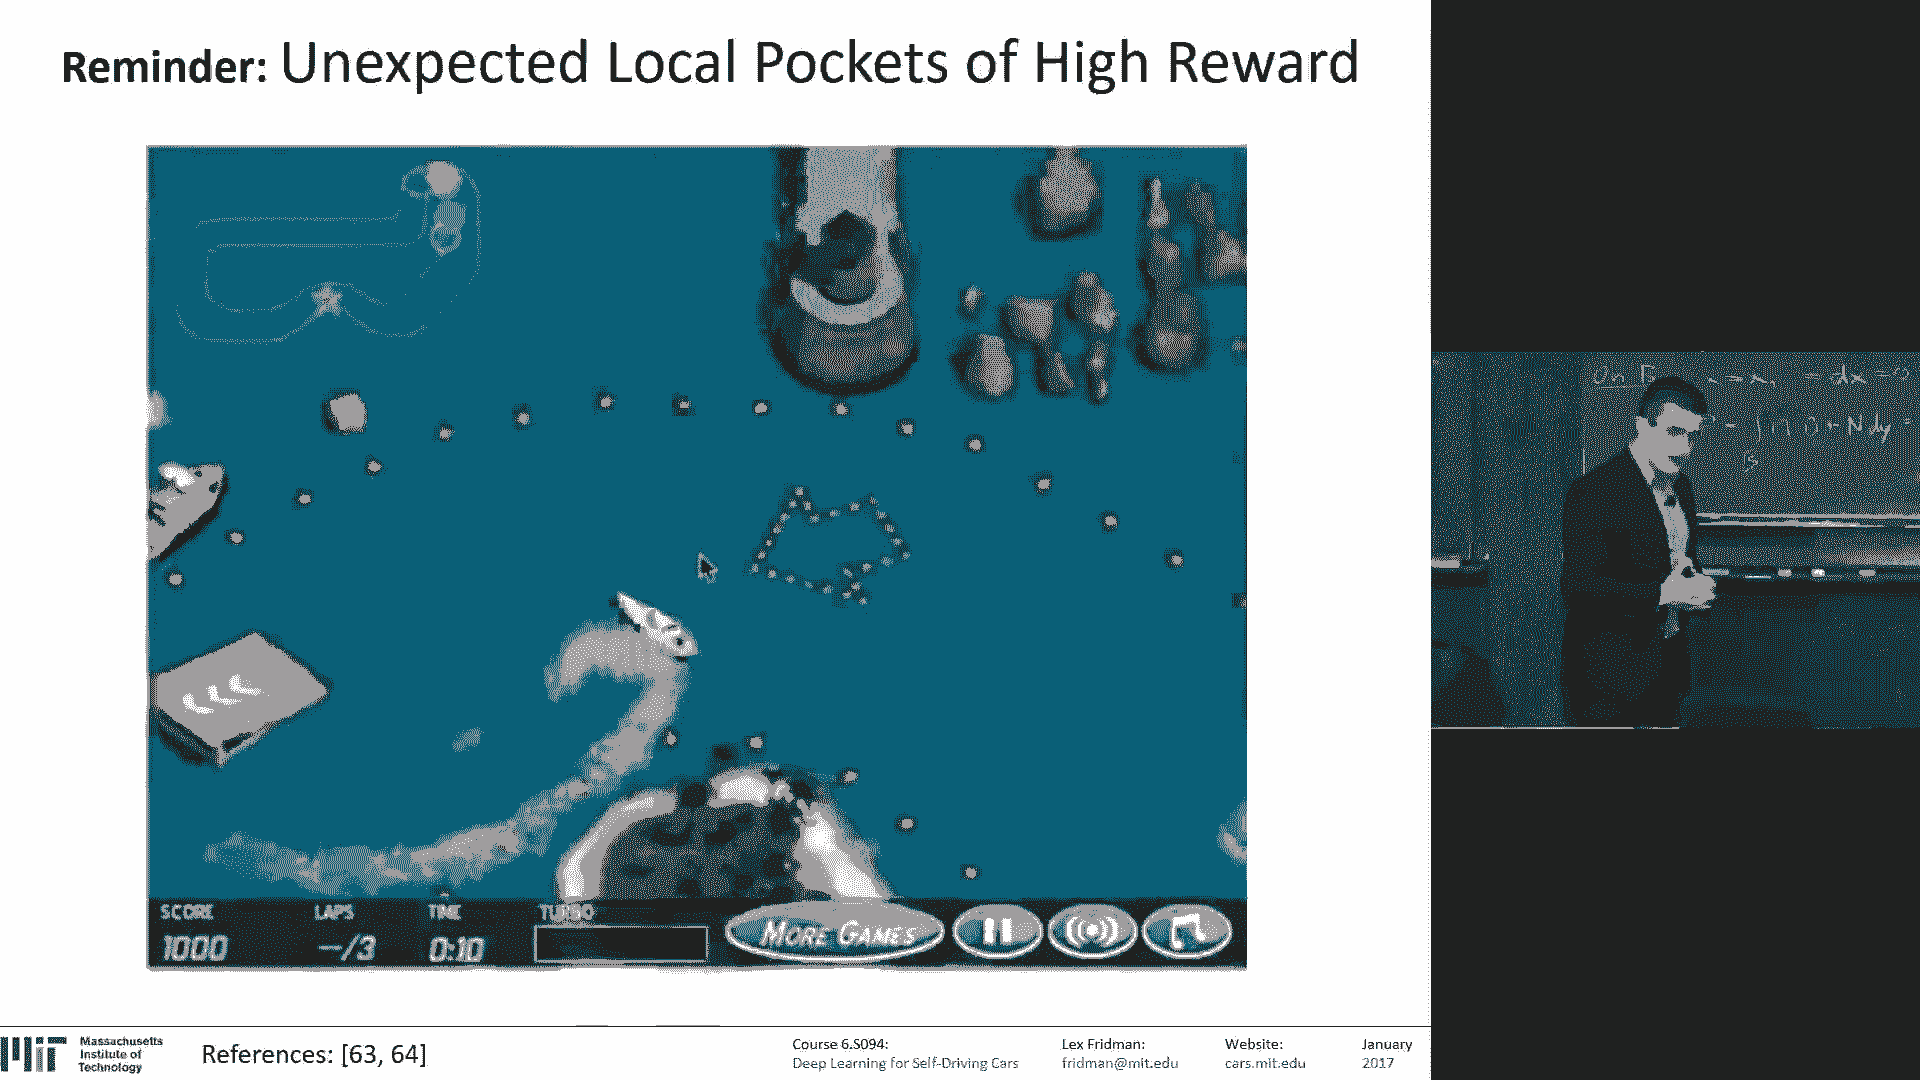 Reminder: Unexpected Local Pockets of High Reward
SCORE LAPS TIME TURBO
1000 -/3 0:10
MORE GAMES
On
Massachusetts
Institute of
Technology
References: [63, 64]
Course 6.S094:
Deep Learning for Self-Driving Cars
Lex Fridman:
fridman@mit.edu
Website:
cars.mit.edu
January
2017